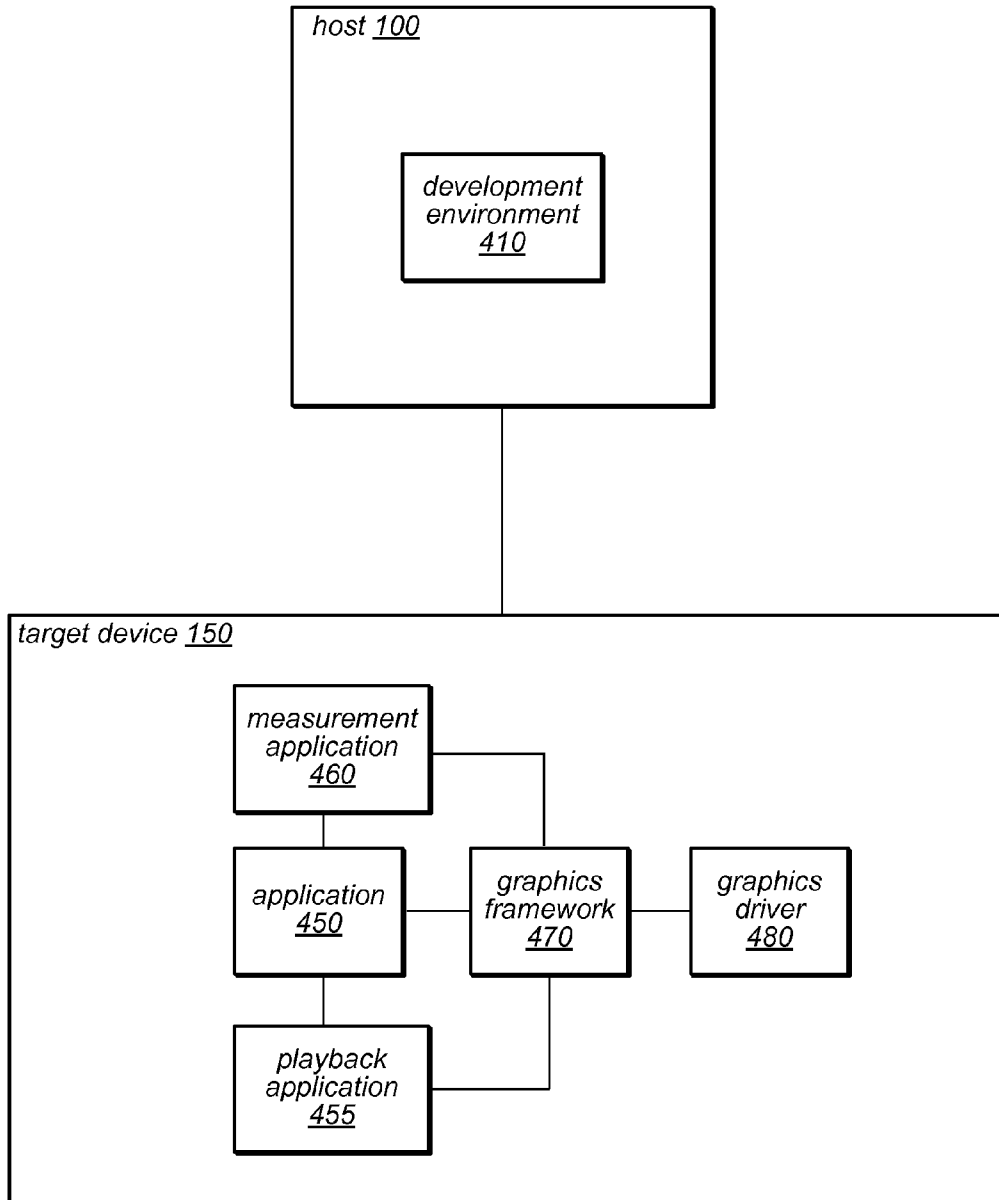 host 100
development
environment
410
target device 150
measurement
application
460
application
450
graphics
framework
470
graphics
driver
480
playback
application
455